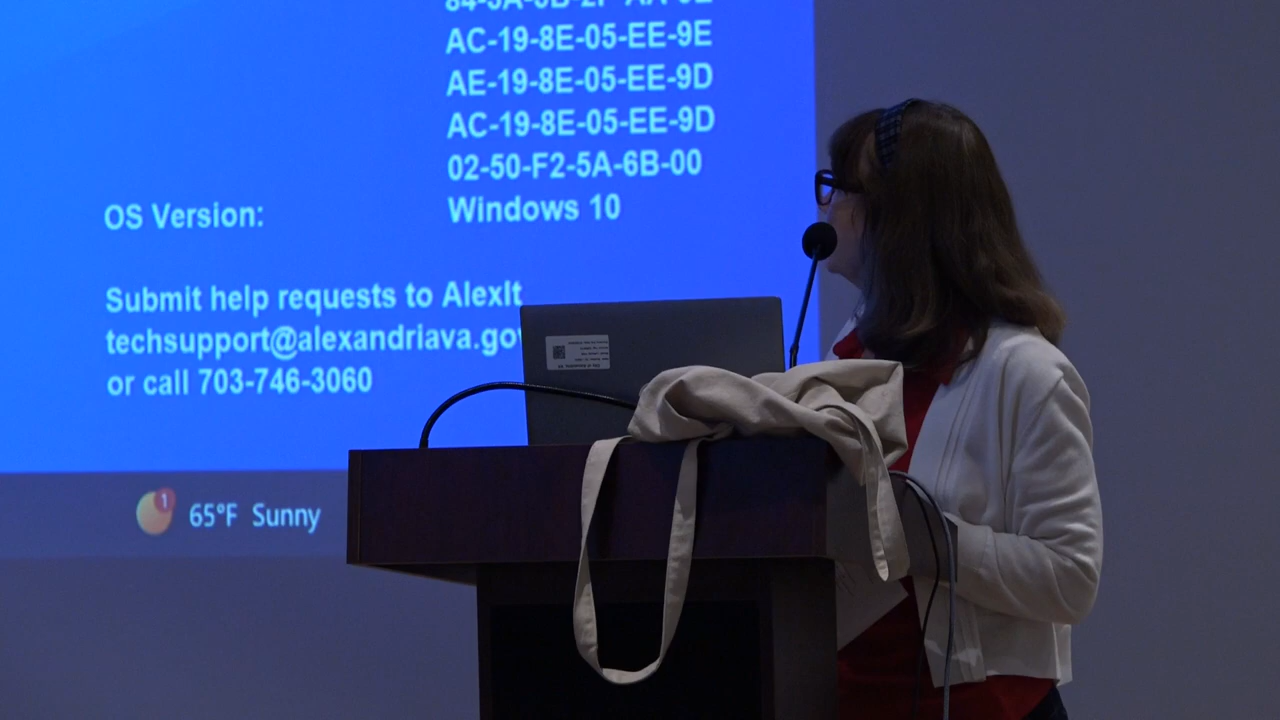 AC-19-8E-05-EE-9E
AE-19-8E-05-EE-9D
AC-19-8E-05-EE-9D
02-50-F2-5A-6B-00
OS Version: Windows 10
Submit help requests to AlexIt
techsupport@alexandriava.gov
or call 703-746-3060
1
65°F Sunny